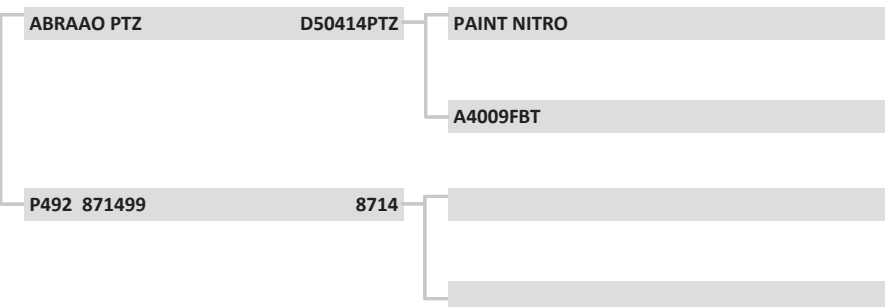 ABRAAO PTZ D50414PTZ PAINT NITRO
A4009FBT
P492 871499 8714